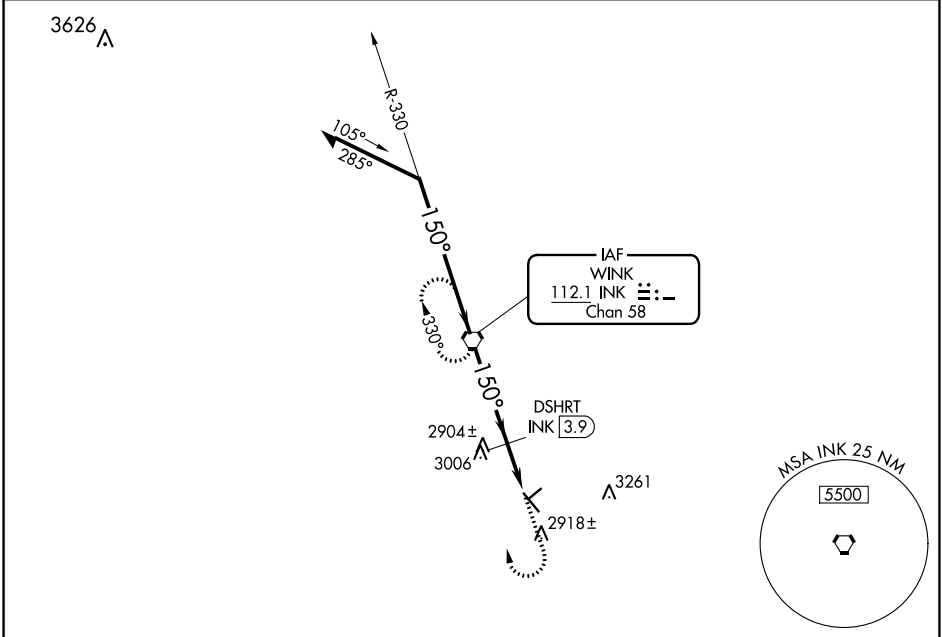 3626
R-330
105°
285°
150°
IAF
WINK
112.1 INK
Chan 58
330°
150°
DSHRT
INK 3.9
2904±
3006
3261
2918±
MSA INK 25 NM
5500